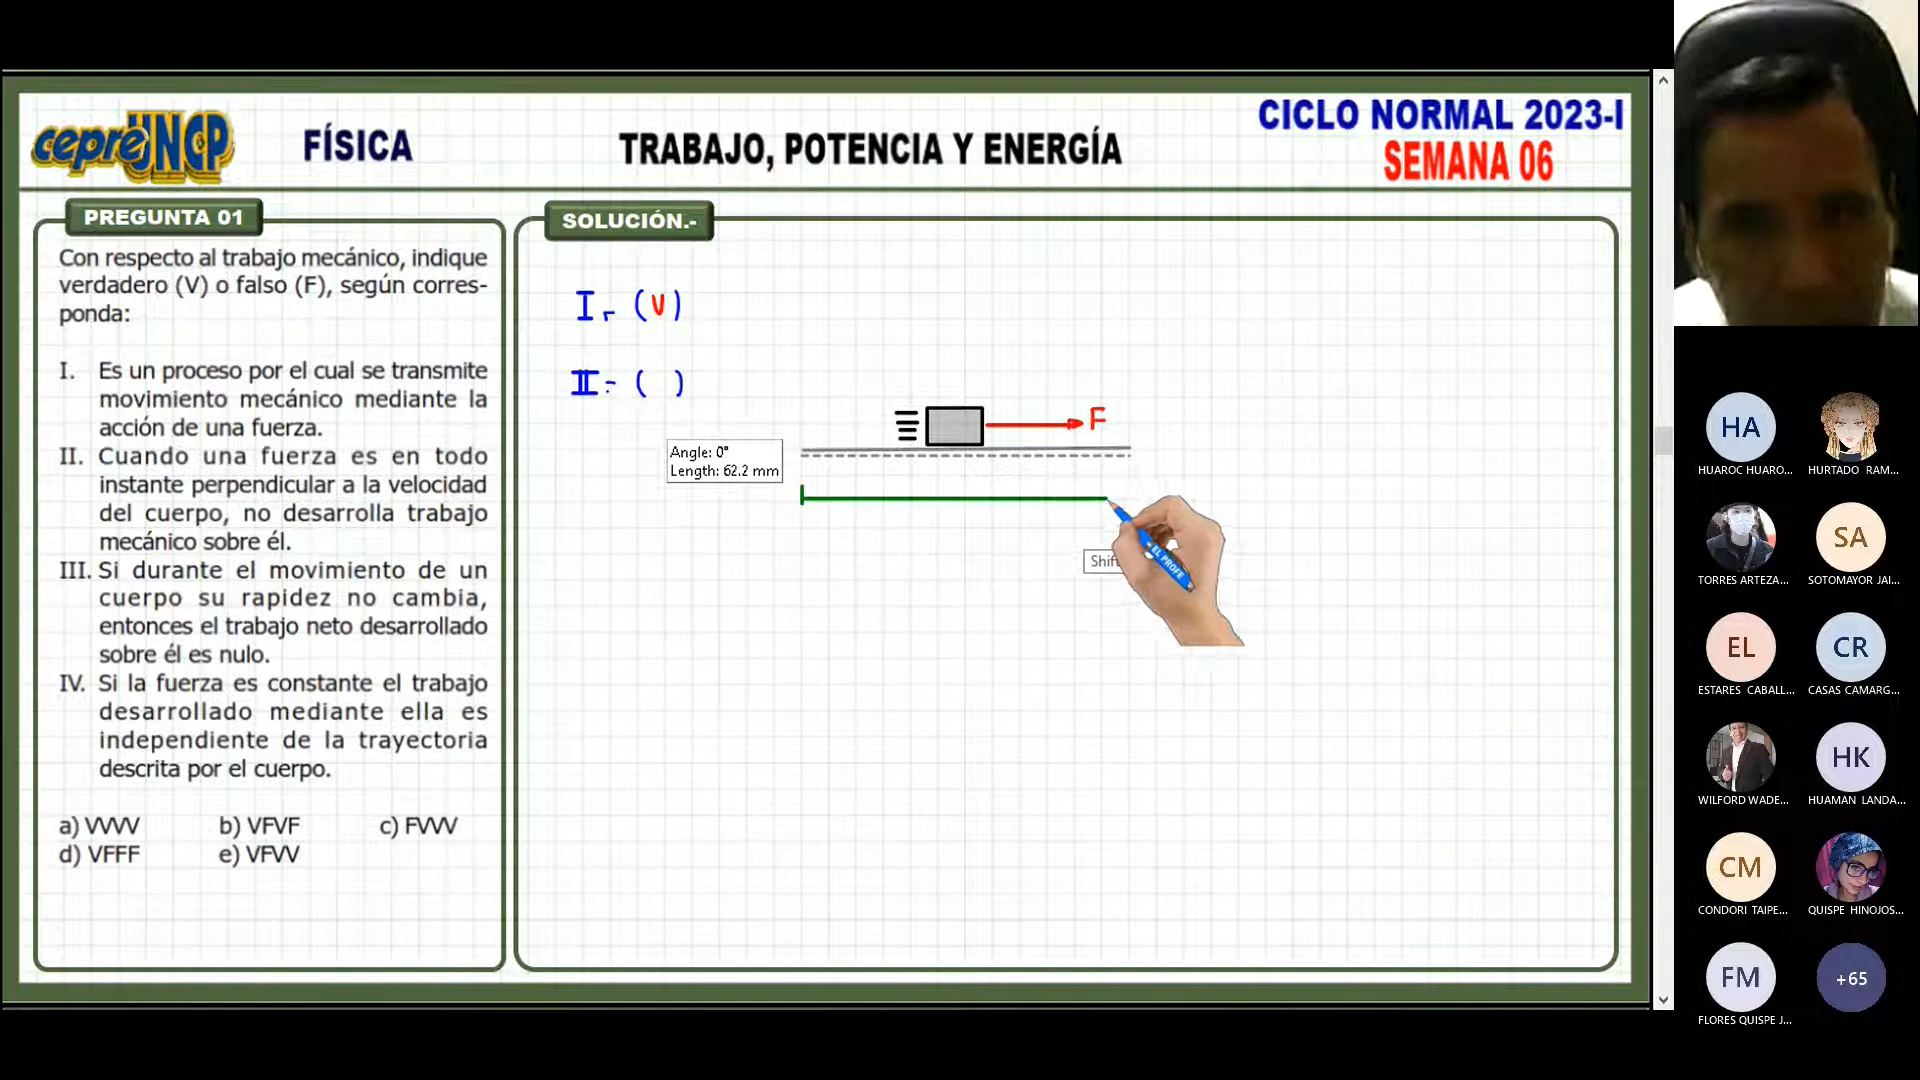 cepreUNCP
FÍSICA
TRABAJO, POTENCIA Y ENERGÍA
CICLO NORMAL 2023-I
SEMANA 06
PREGUNTA 01
Con respecto al trabajo mecánico, indique
verdadero (V) o falso (F), según corres-
ponda:
I. Es un proceso por el cual se transmite
movimiento mecánico mediante la
acción de una fuerza.
II. Cuando una fuerza es en todo
instante perpendicular a la velocidad
del cuerpo, no desarrolla trabajo
mecánico sobre él.
III. Si durante el movimiento de un
cuerpo su rapidez no cambia,
entonces el trabajo neto desarrollado
sobre él es nulo.
IV. Si la fuerza es constante el trabajo
desarrollado mediante ella es
independiente de la trayectoria
descrita por el cuerpo.
a) VVVV b) VFVF c) FVVV
d) VFFF e) VFVV
SOLUCIÓN.-
I.- (V)
II.- ( )
F
Angle: 0°
Length: 62.2 mm
Shift
EL PROFE
HA
HUAROC HUARO...
HURTADO RAM...
TORRES ARTEZA...
SA
SOTOMAYOR JAI...
EL
ESTARES CABALL...
CR
CASAS CAMARG...
WILFORD WADE...
HK
HUAMAN LANDA...
CM
CONDORI TAIPE...
QUISPE HINOJOS...
FM
FLORES QUISPE J...
+65